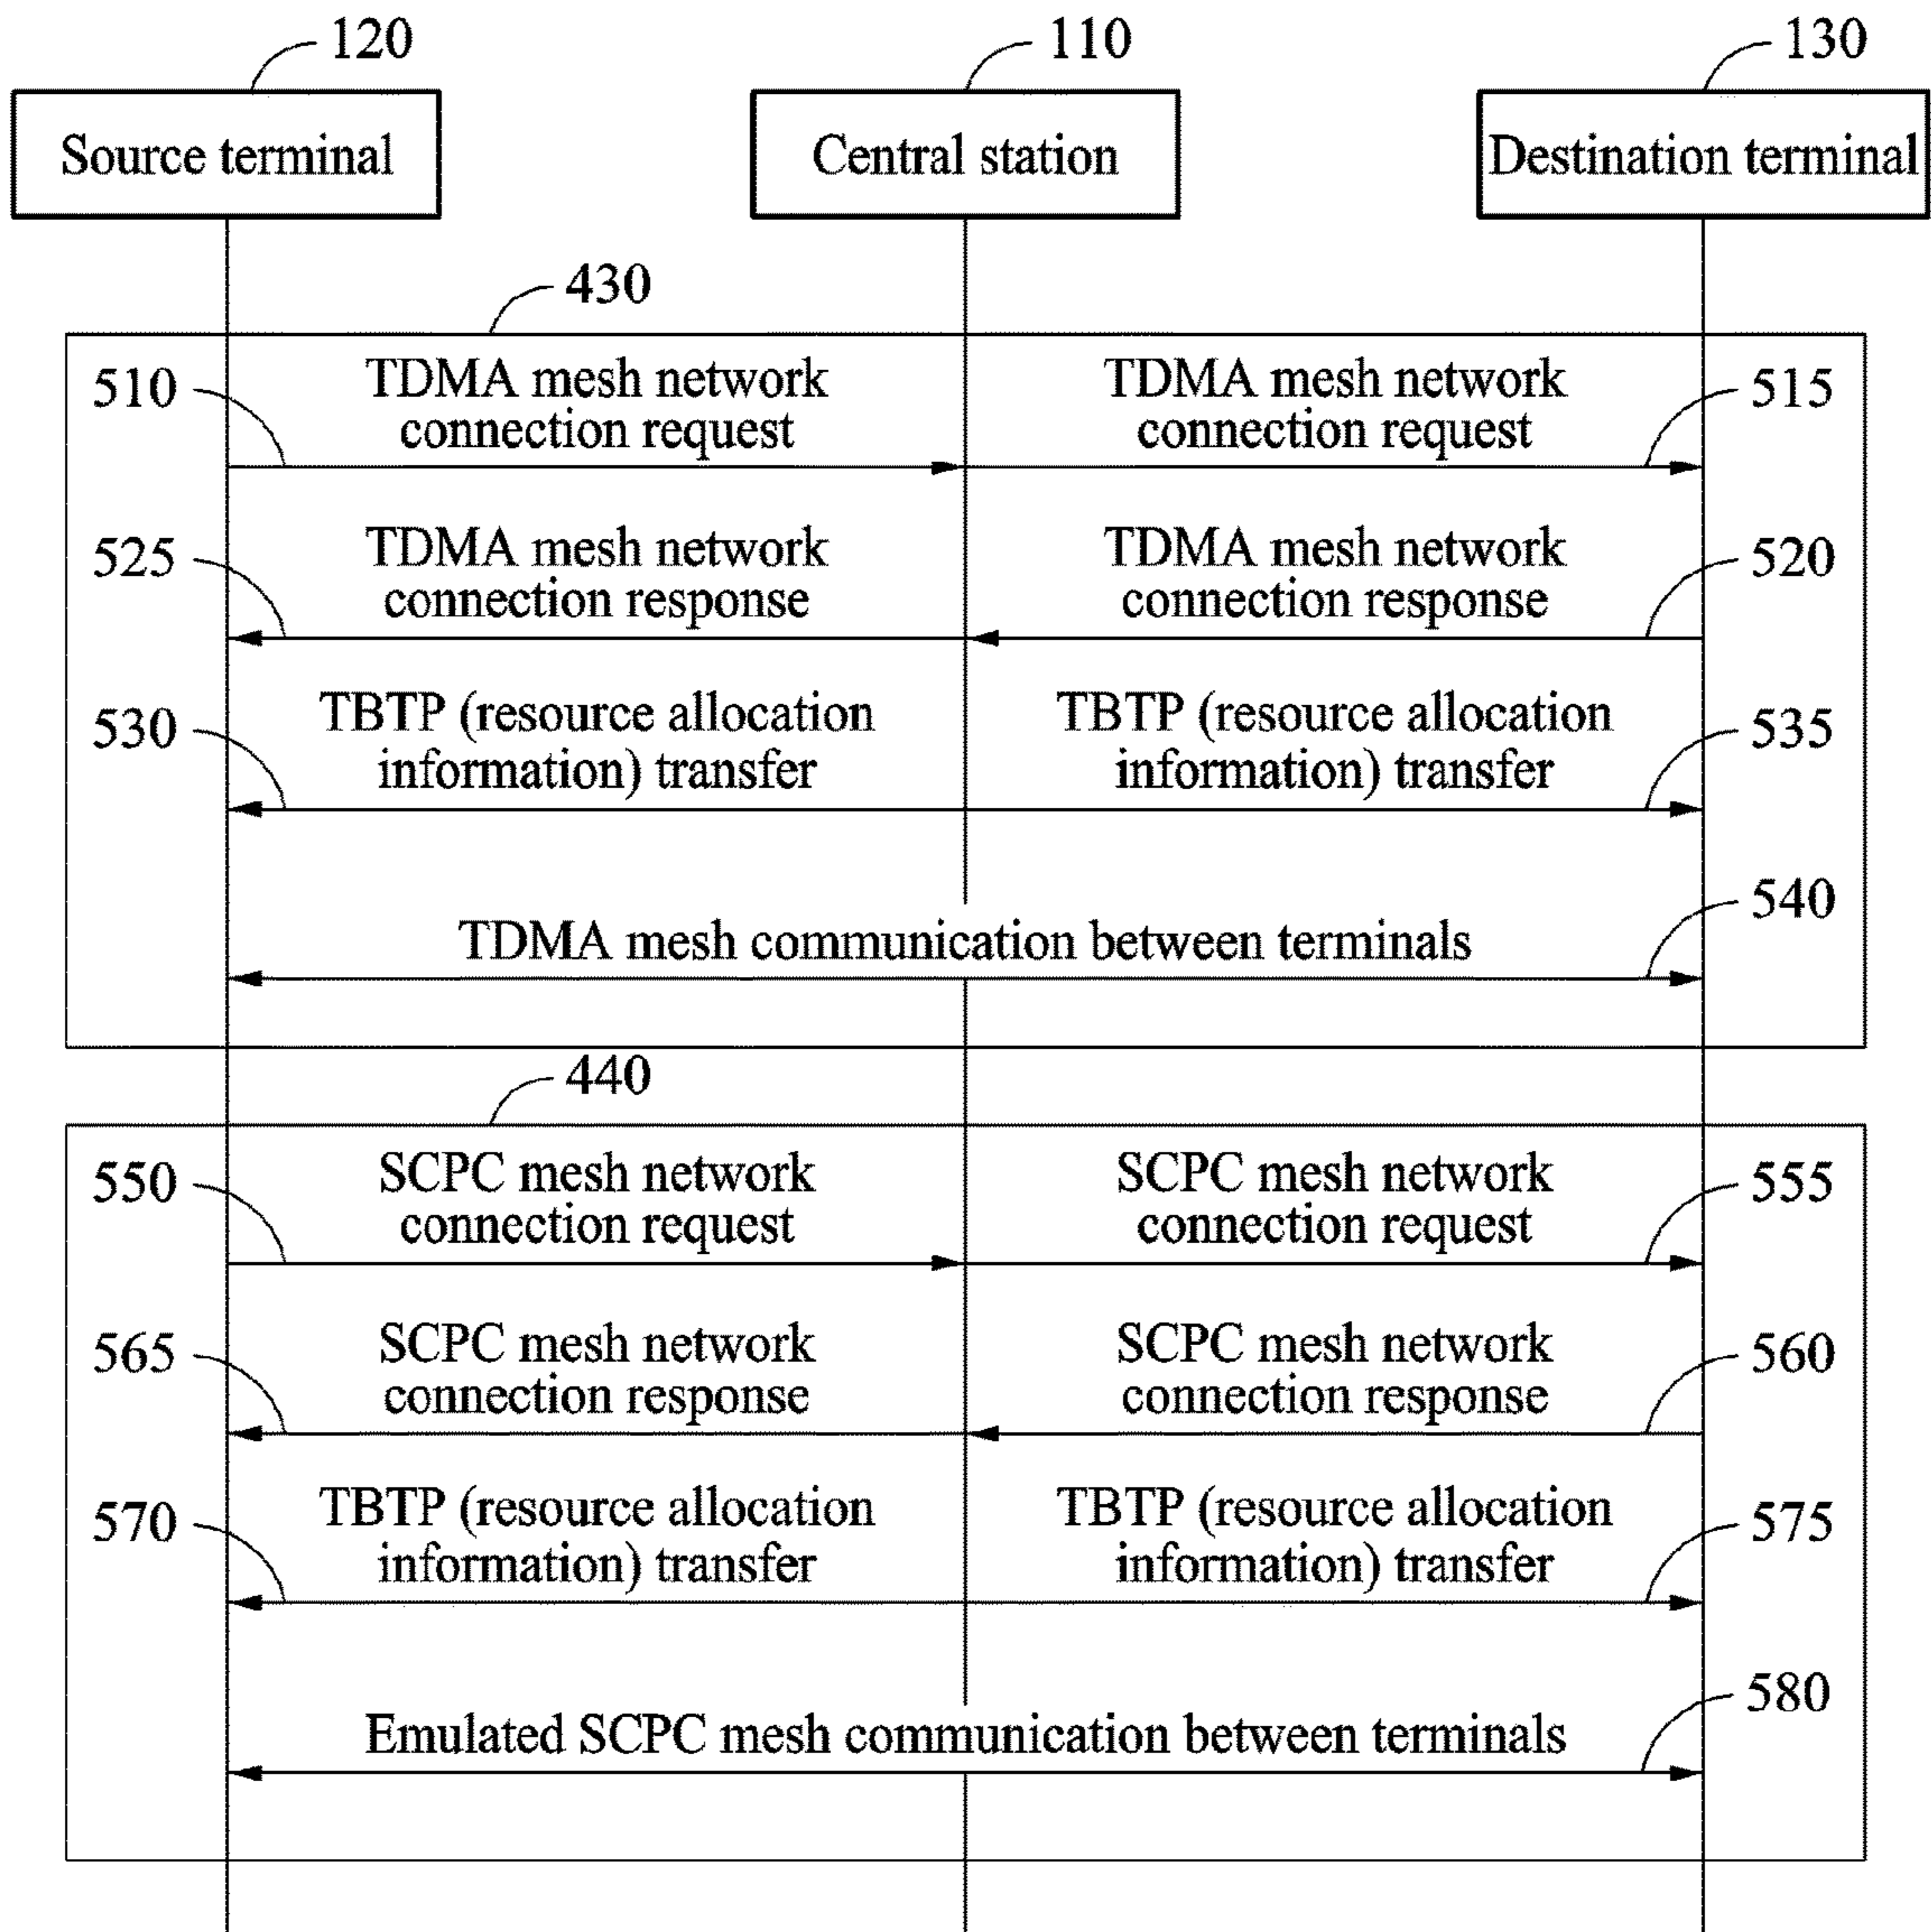 120
110
130
Source terminal
Central station
Destination terminal
430
510
TDMA mesh network
connection request
TDMA mesh network
connection request
515
525
TDMA mesh network
connection response
TDMA mesh network
connection response
520
530
TBTP (resource allocation
information) transfer
TBTP (resource allocation
information) transfer
535
540
TDMA mesh communication between terminals
440
550
SCPC mesh network
connection request
SCPC mesh network
connection request
555
565
SCPC mesh network
connection response
SCPC mesh network
connection response
560
570
TBTP (resource allocation
information) transfer
TBTP (resource allocation
information) transfer
575
580
Emulated SCPC mesh communication between terminals